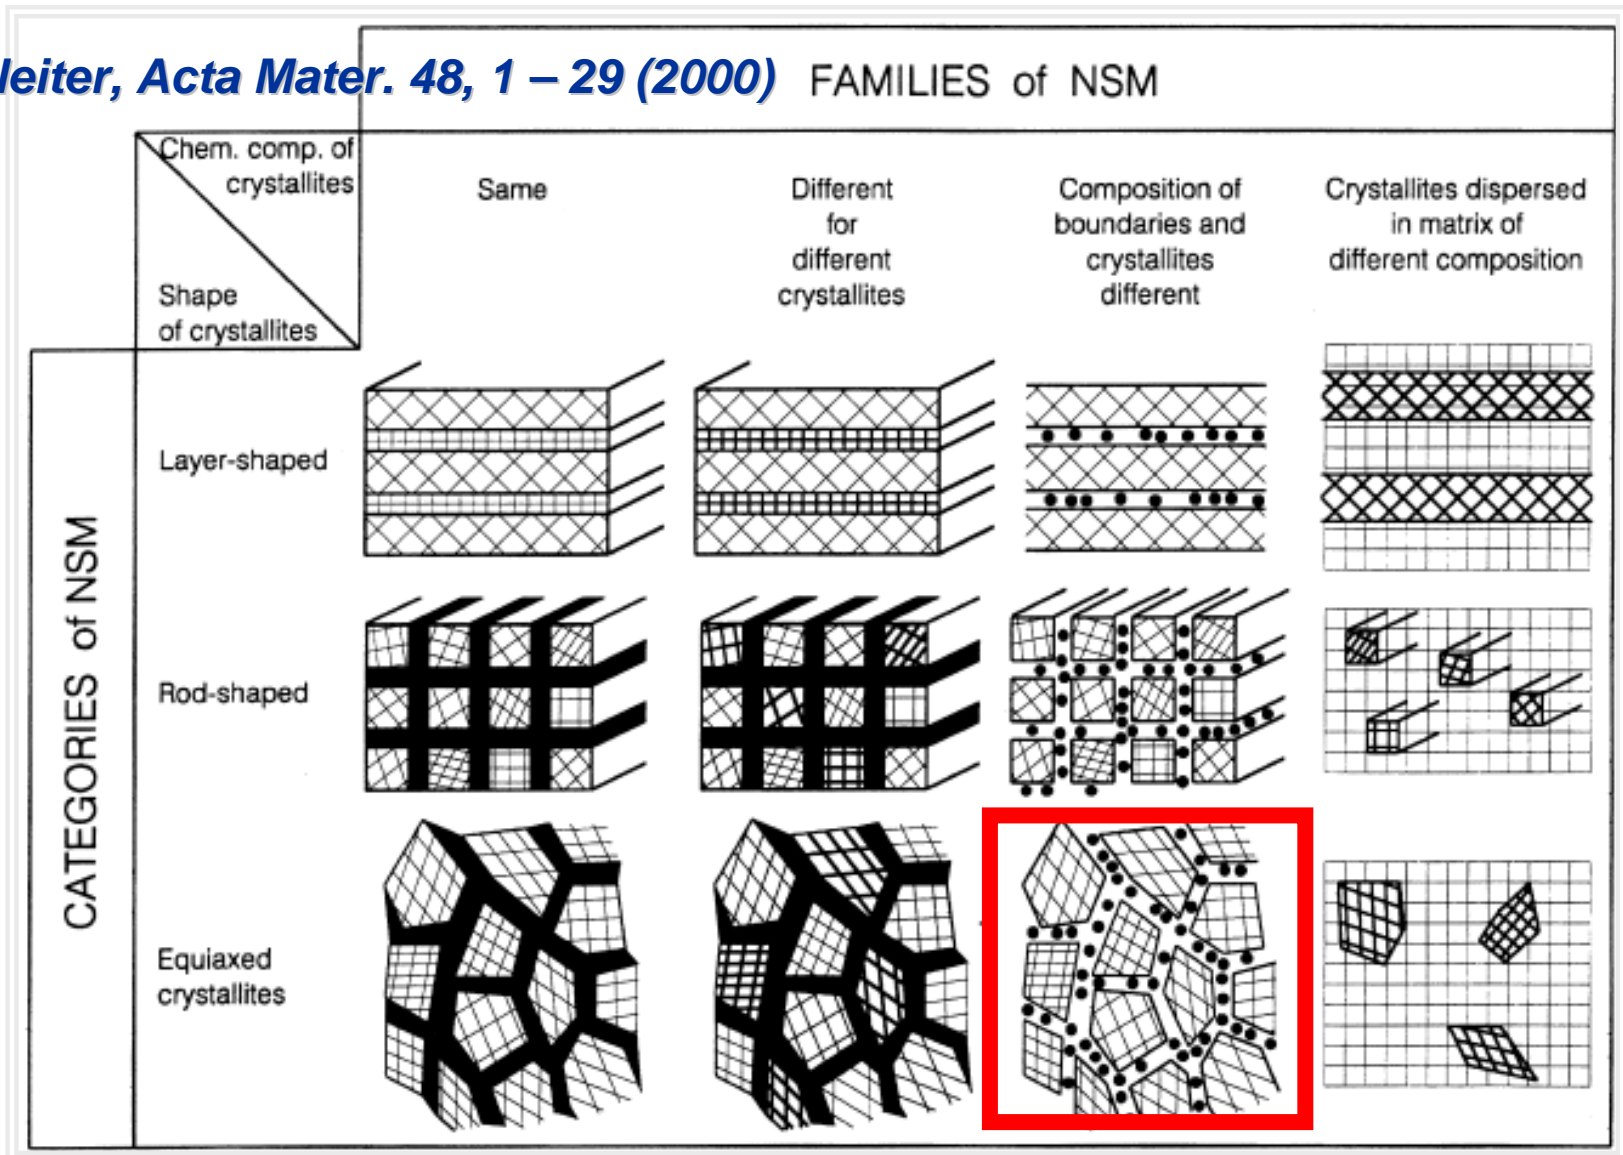 leiter, Acta Mater. 48, 1 – 29 (2000)
FAMILIES of NSM
Chem. comp. of
crystallites
Shape
of crystallites
Same
Different
for
different
crystallites
Composition of
boundaries and
crystallites
different
Crystallites dispersed
in matrix of
different composition
CATEGORIES of NSM
Layer-shaped
Rod-shaped
Equiaxed
crystallites